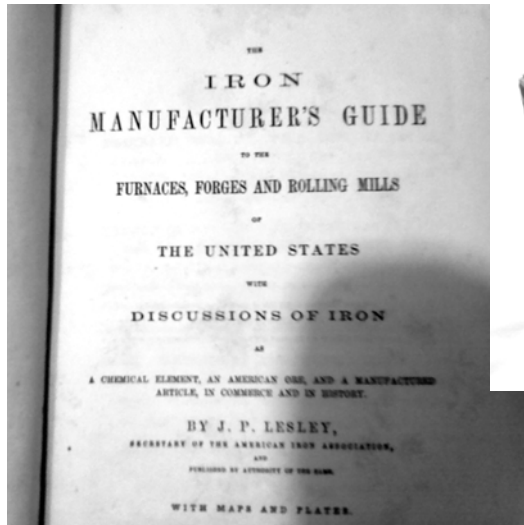 THE
IRON
MANUFACTURER'S GUIDE
TO THE
FURNACES, FORGES AND ROLLING MILLS
OF
THE UNITED STATES
WITH
DISCUSSIONS OF IRON
AS
A CHEMICAL ELEMENT, AN AMERICAN ORE, AND A MANUFACTURED
ARTICLE, IN COMMERCE AND IN HISTORY.
BY J. P. LESLEY,
SECRETARY OF THE AMERICAN IRON ASSOCIATION,
AND
PUBLISHED BY AUTHORITY OF THE SAME.
WITH MAPS AND PLATES.